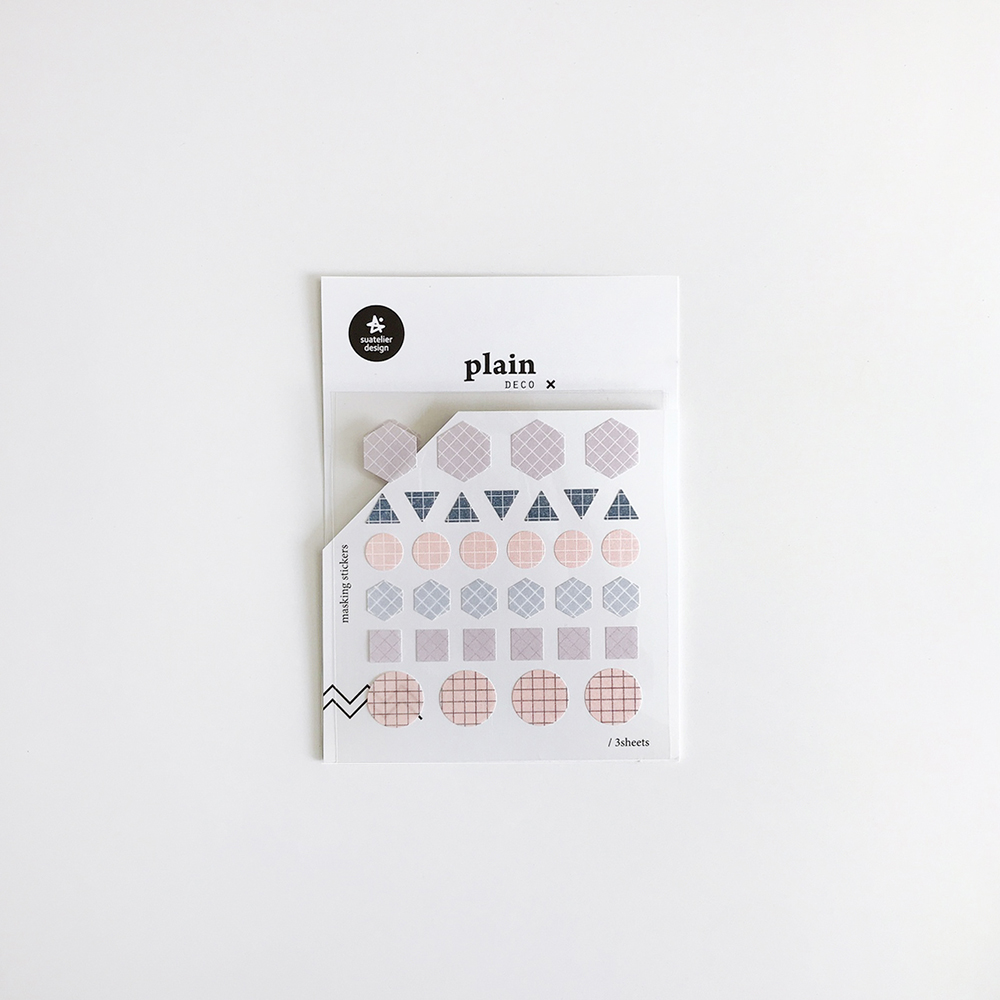 suatelier
design
plain
DECO ×
masking stickers
/ 3sheets